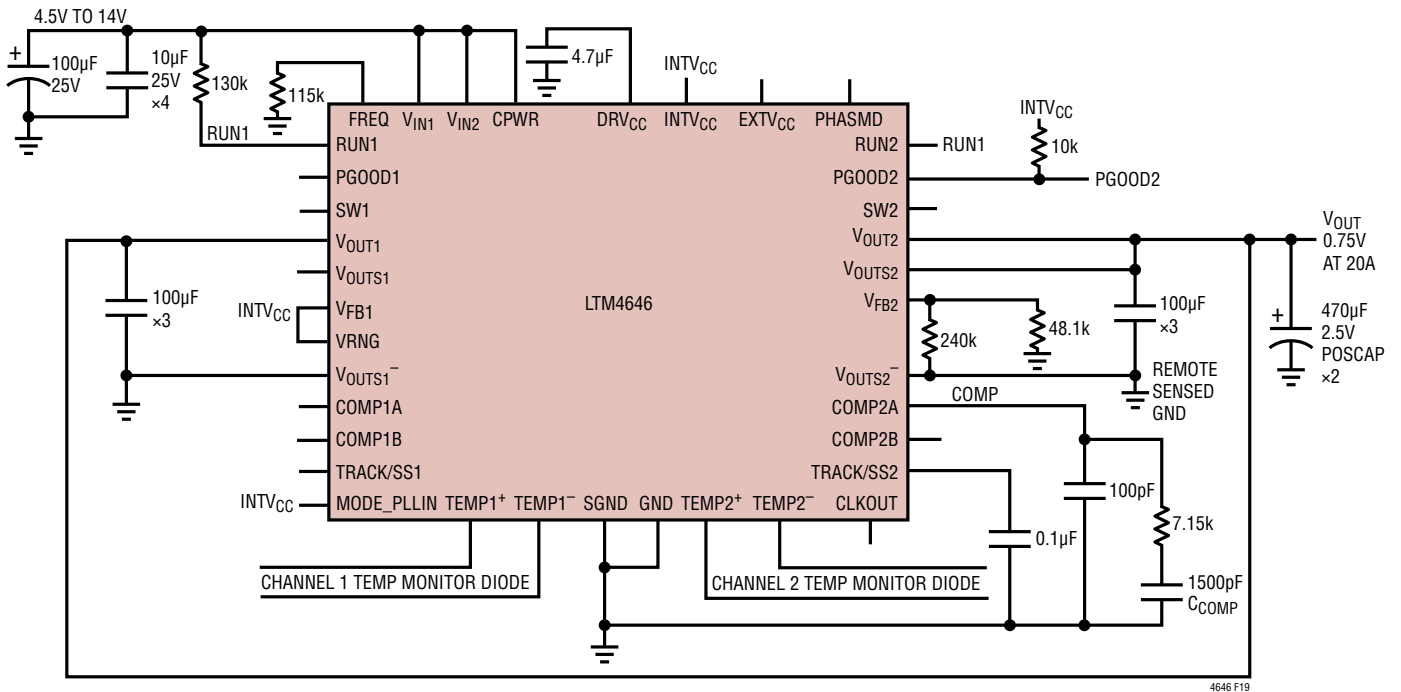 4.5V TO 14V
+
100µF
25V
10µF
25V
×4
130k
115k
4.7µF
INTVCC
INTVCC
10k
RUN1
FREQ VIN1 VIN2 CPWR DRVCC INTVCC EXTVCC PHASMD
RUN1
RUN2
RUN1
PGOOD1
PGOOD2
PGOOD2
SW1
SW2
VOUT1
VOUT2
VOUT
0.75V
AT 20A
VOUTS1
VOUTS2
100µF
×3
INTVCC
VFB1
VRNG
LTM4646
VFB2
240k
48.1k
100µF
×3
+
470µF
2.5V
POSCAP
×2
VOUTS1–
VOUTS2–
REMOTE
SENSED
GND
COMP
COMP1A
COMP2A
COMP1B
COMP2B
TRACK/SS1
TRACK/SS2
INTVCC
MODE_PLLIN TEMP1+ TEMP1– SGND GND TEMP2+ TEMP2– CLKOUT
100pF
7.15k
0.1µF
1500pF
CCOMP
CHANNEL 1 TEMP MONITOR DIODE
CHANNEL 2 TEMP MONITOR DIODE
4646 F19